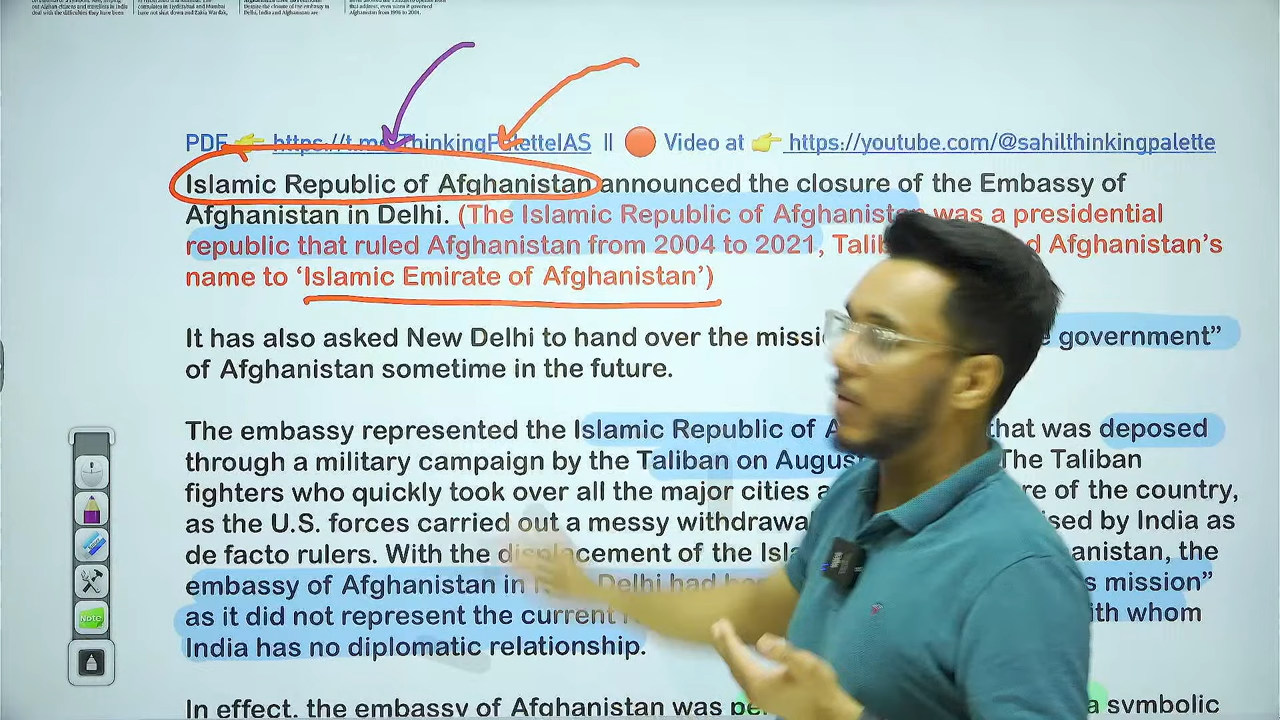 PDF 👉 https://t.me/ThinkingPaletteIAS || 🔴 Video at 👉 https://youtube.com/@sahilthinkingpalette
Islamic Republic of Afghanistan announced the closure of the Embassy of
Afghanistan in Delhi. (The Islamic Republic of Afghanistan was a presidential
republic that ruled Afghanistan from 2004 to 2021, Afghanistan's
name to ‘Islamic Emirate of Afghanistan’)
It has also asked New Delhi to hand over the government”
of Afghanistan sometime in the future.
The embassy represented the Islamic Republic of that was deposed
through a military campaign by the Taliban on The Taliban
fighters who quickly took over all the major cities of the country,
as the U.S. forces carried out a messy by India as
de facto rulers. With the displacement of the the
embassy of Afghanistan in Delhi had mission”
as it did not represent the current whom
India has no diplomatic relationship.
In effect, the embassy of Afghanistan was a symbolic
Note